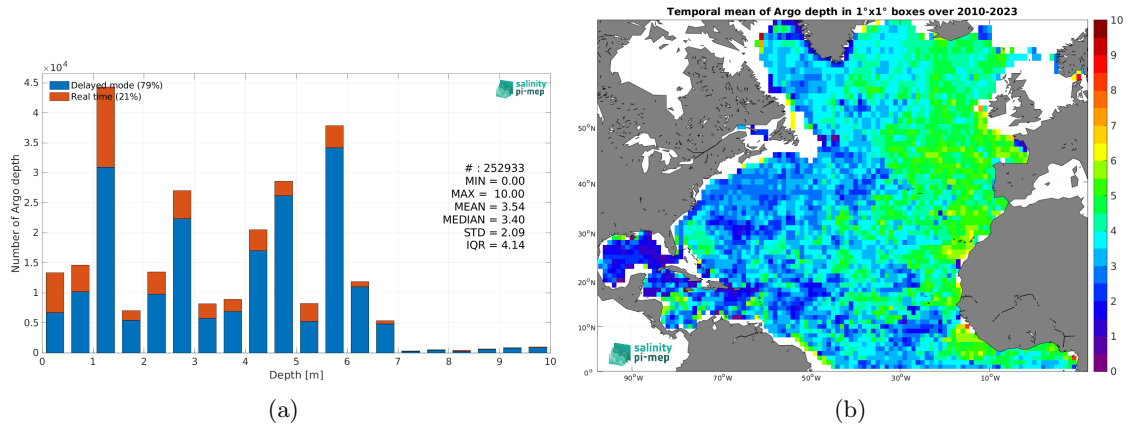 ×10⁴
4.5
4
3.5
3
2.5
2
1.5
1
0.5
0
Number of Argo depth
Delayed mode (79%)
Real time (21%)
salinity
pi-mep
# : 252933
MIN = 0.00
MAX = 10.00
MEAN = 3.54
MEDIAN = 3.40
STD = 2.09
IQR = 4.14
0 1 2 3 4 5 6 7 8 9 10
Depth [m]
(a)
Temporal mean of Argo depth in 1°x1° boxes over 2010-2023
50°N
40°N
30°N
20°N
10°N
0°
90°W 70°W 50°W 30°W 10°W
salinity
pi-mep
10
9
8
7
6
5
4
3
2
1
0
(b)